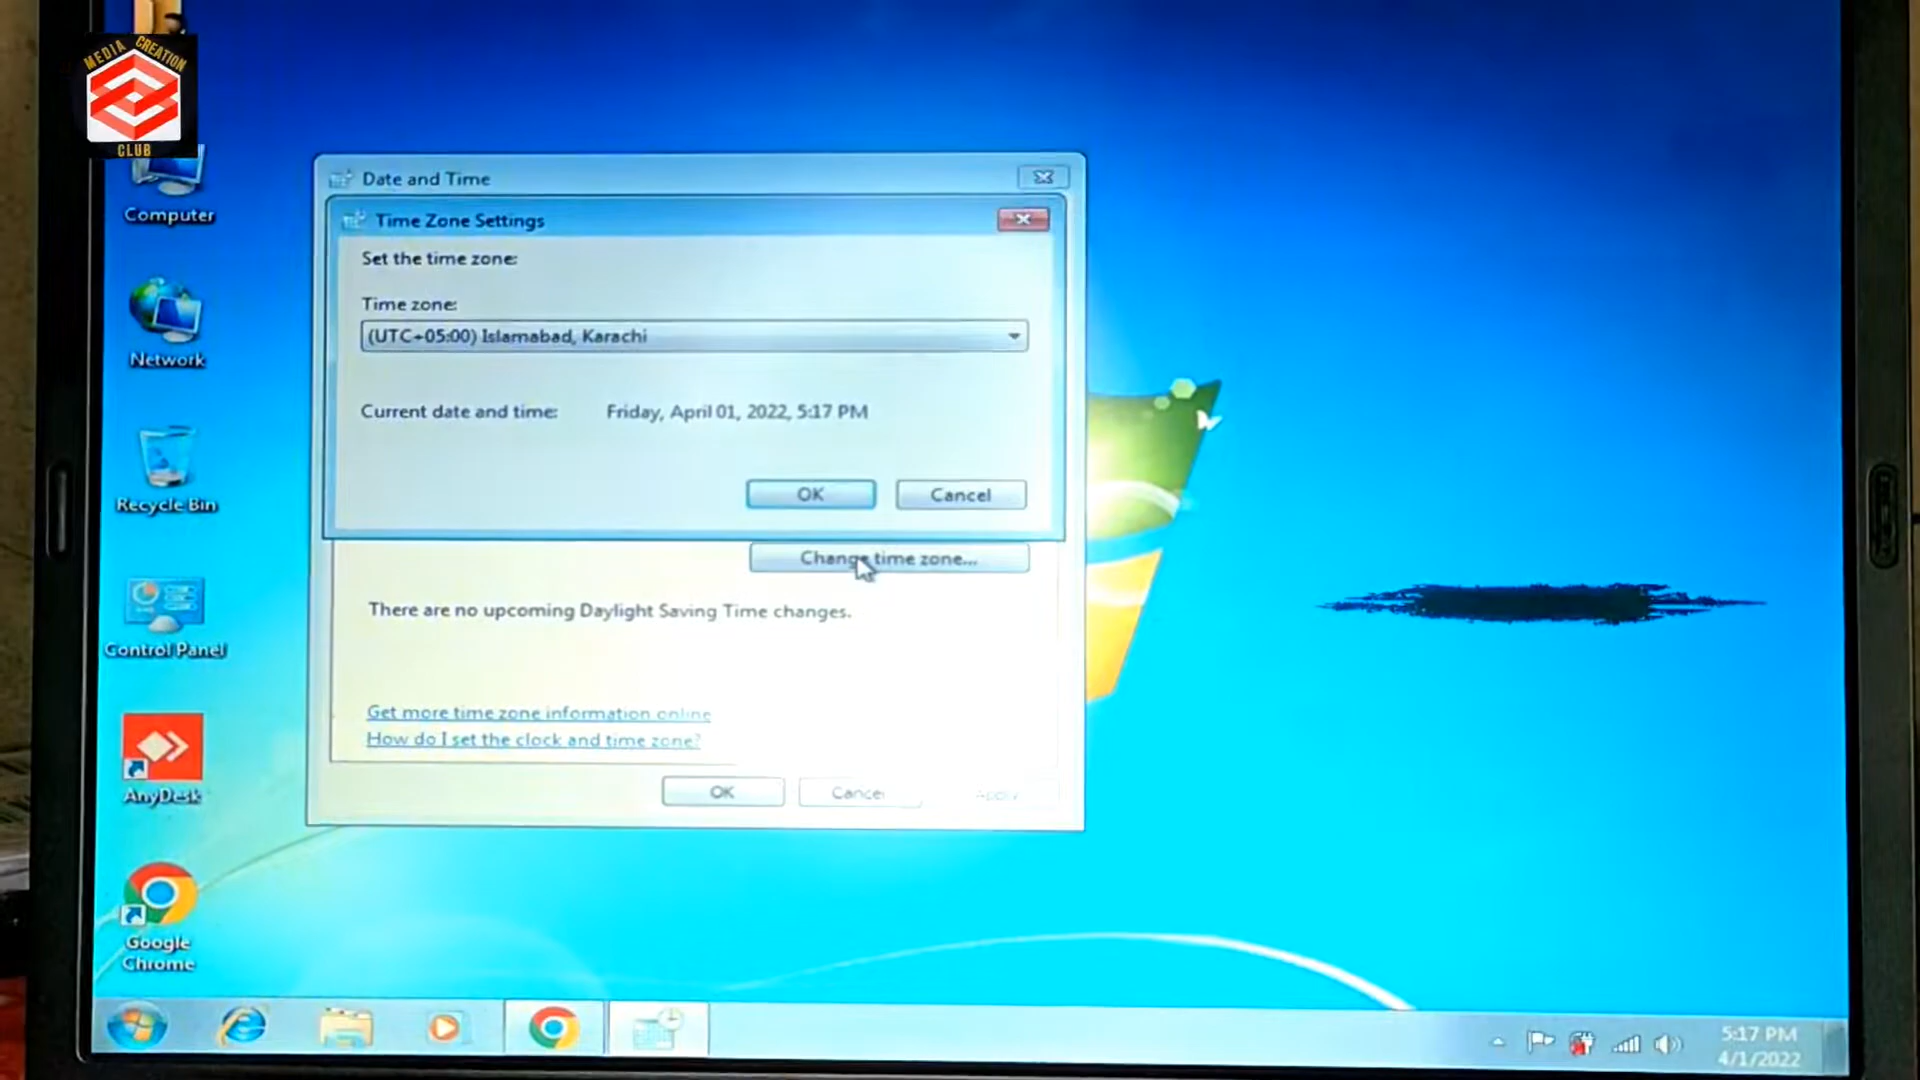 MEDIA CREATION
CLUB
Computer
Network
Recycle Bin
Control Panel
AnyDesk
Google
Chrome
Date and Time
Time Zone Settings
Set the time zone:
Time zone:
(UTC+05:00) Islamabad, Karachi
Current date and time: Friday, April 01, 2022, 5:17 PM
OK Cancel
Change time zone...
There are no upcoming Daylight Saving Time changes.
Get more time zone information online
How do I set the clock and time zone?
OK Cancel Apply
5:17 PM
4/1/2022